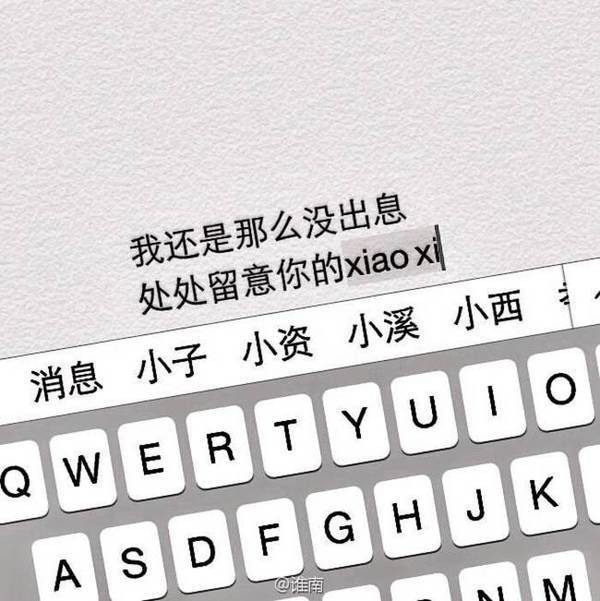 我还是那么没出息
处处留意你的xiao xi
消息 小子 小资 小溪 小西
Q W E R T Y U I O
A S D F G H J K
N M
@谁南